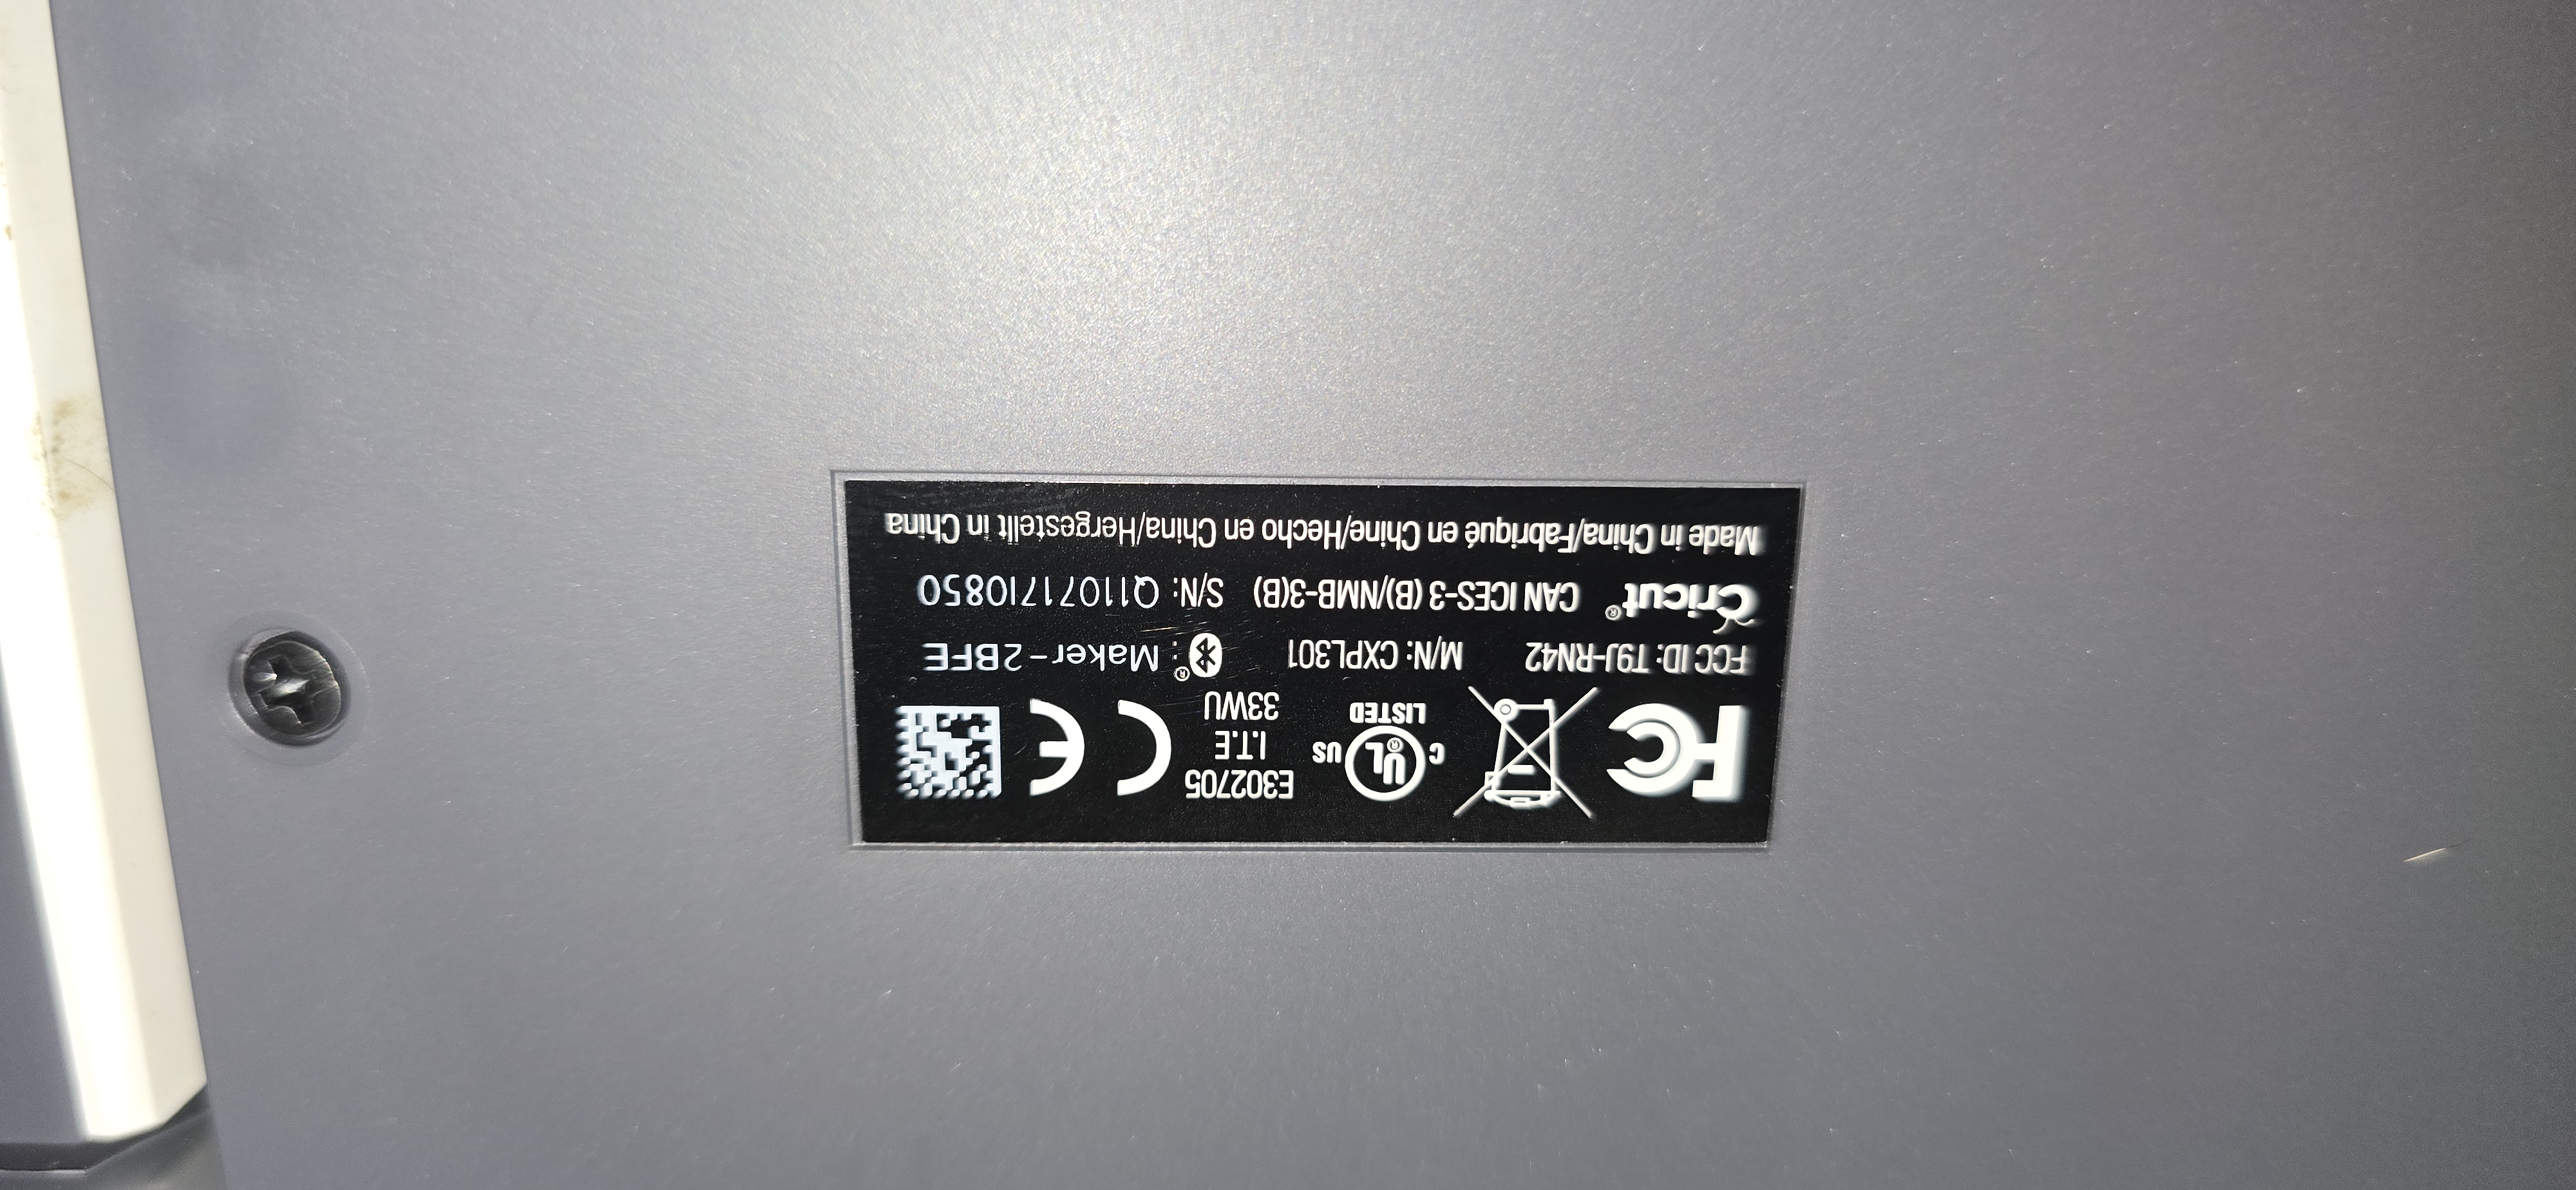 FC C UL ® US LISTED E302705 I.T.E 33WU CE
FCC ID: T9J-RN42 M/N: CXPL301 ®: Maker-2BFE
Cricut® CAN ICES-3 (B)/NMB-3(B) S/N: Q110717I0850
Made in China/Fabriqué en Chine/Hecho en China/Hergestellt in China